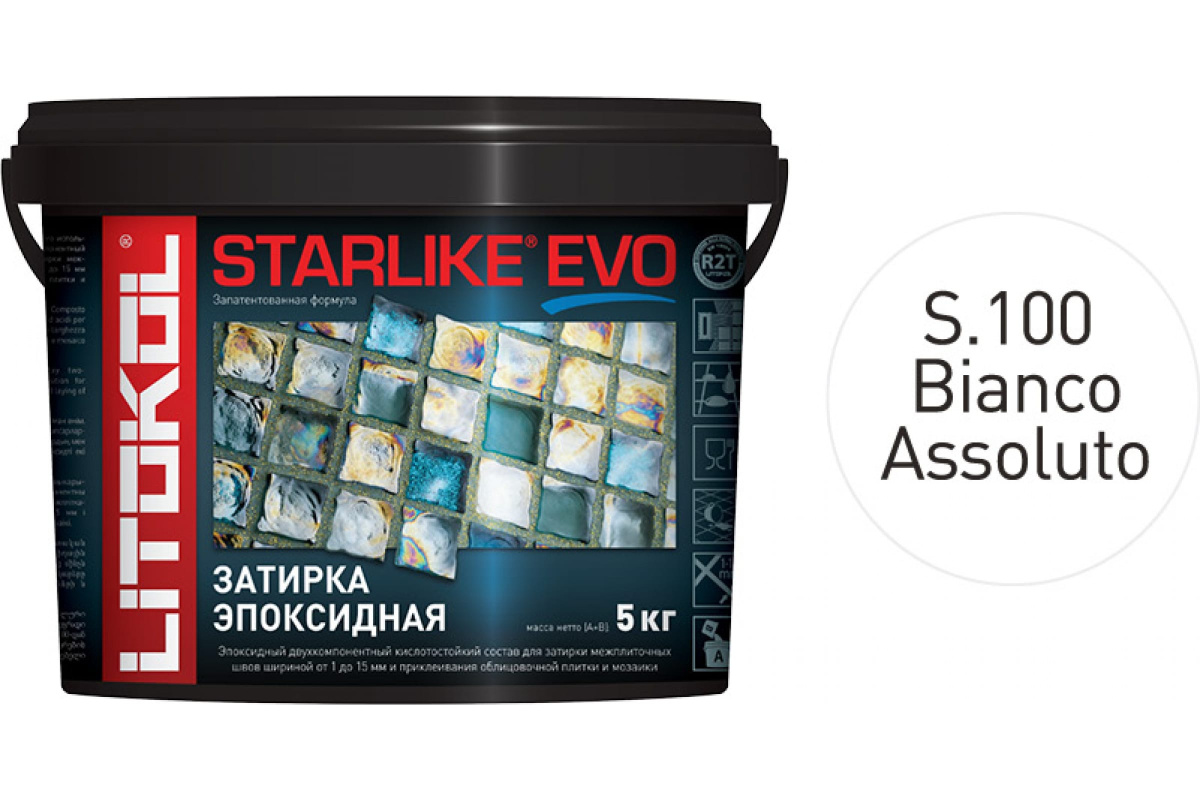 LITOKOL®
STARLIKE® EVO
Запатентованная формула
R2T
ЗАТИРКА
ЭПОКСИДНАЯ
масса нетто (A+B): 5 кг
Эпоксидный двухкомпонентный кислотостойкий состав для затирки межплиточных
швов шириной от 1 до 15 мм и приклеивания облицовочной плитки и мозаики
A
S.100
Bianco
Assoluto